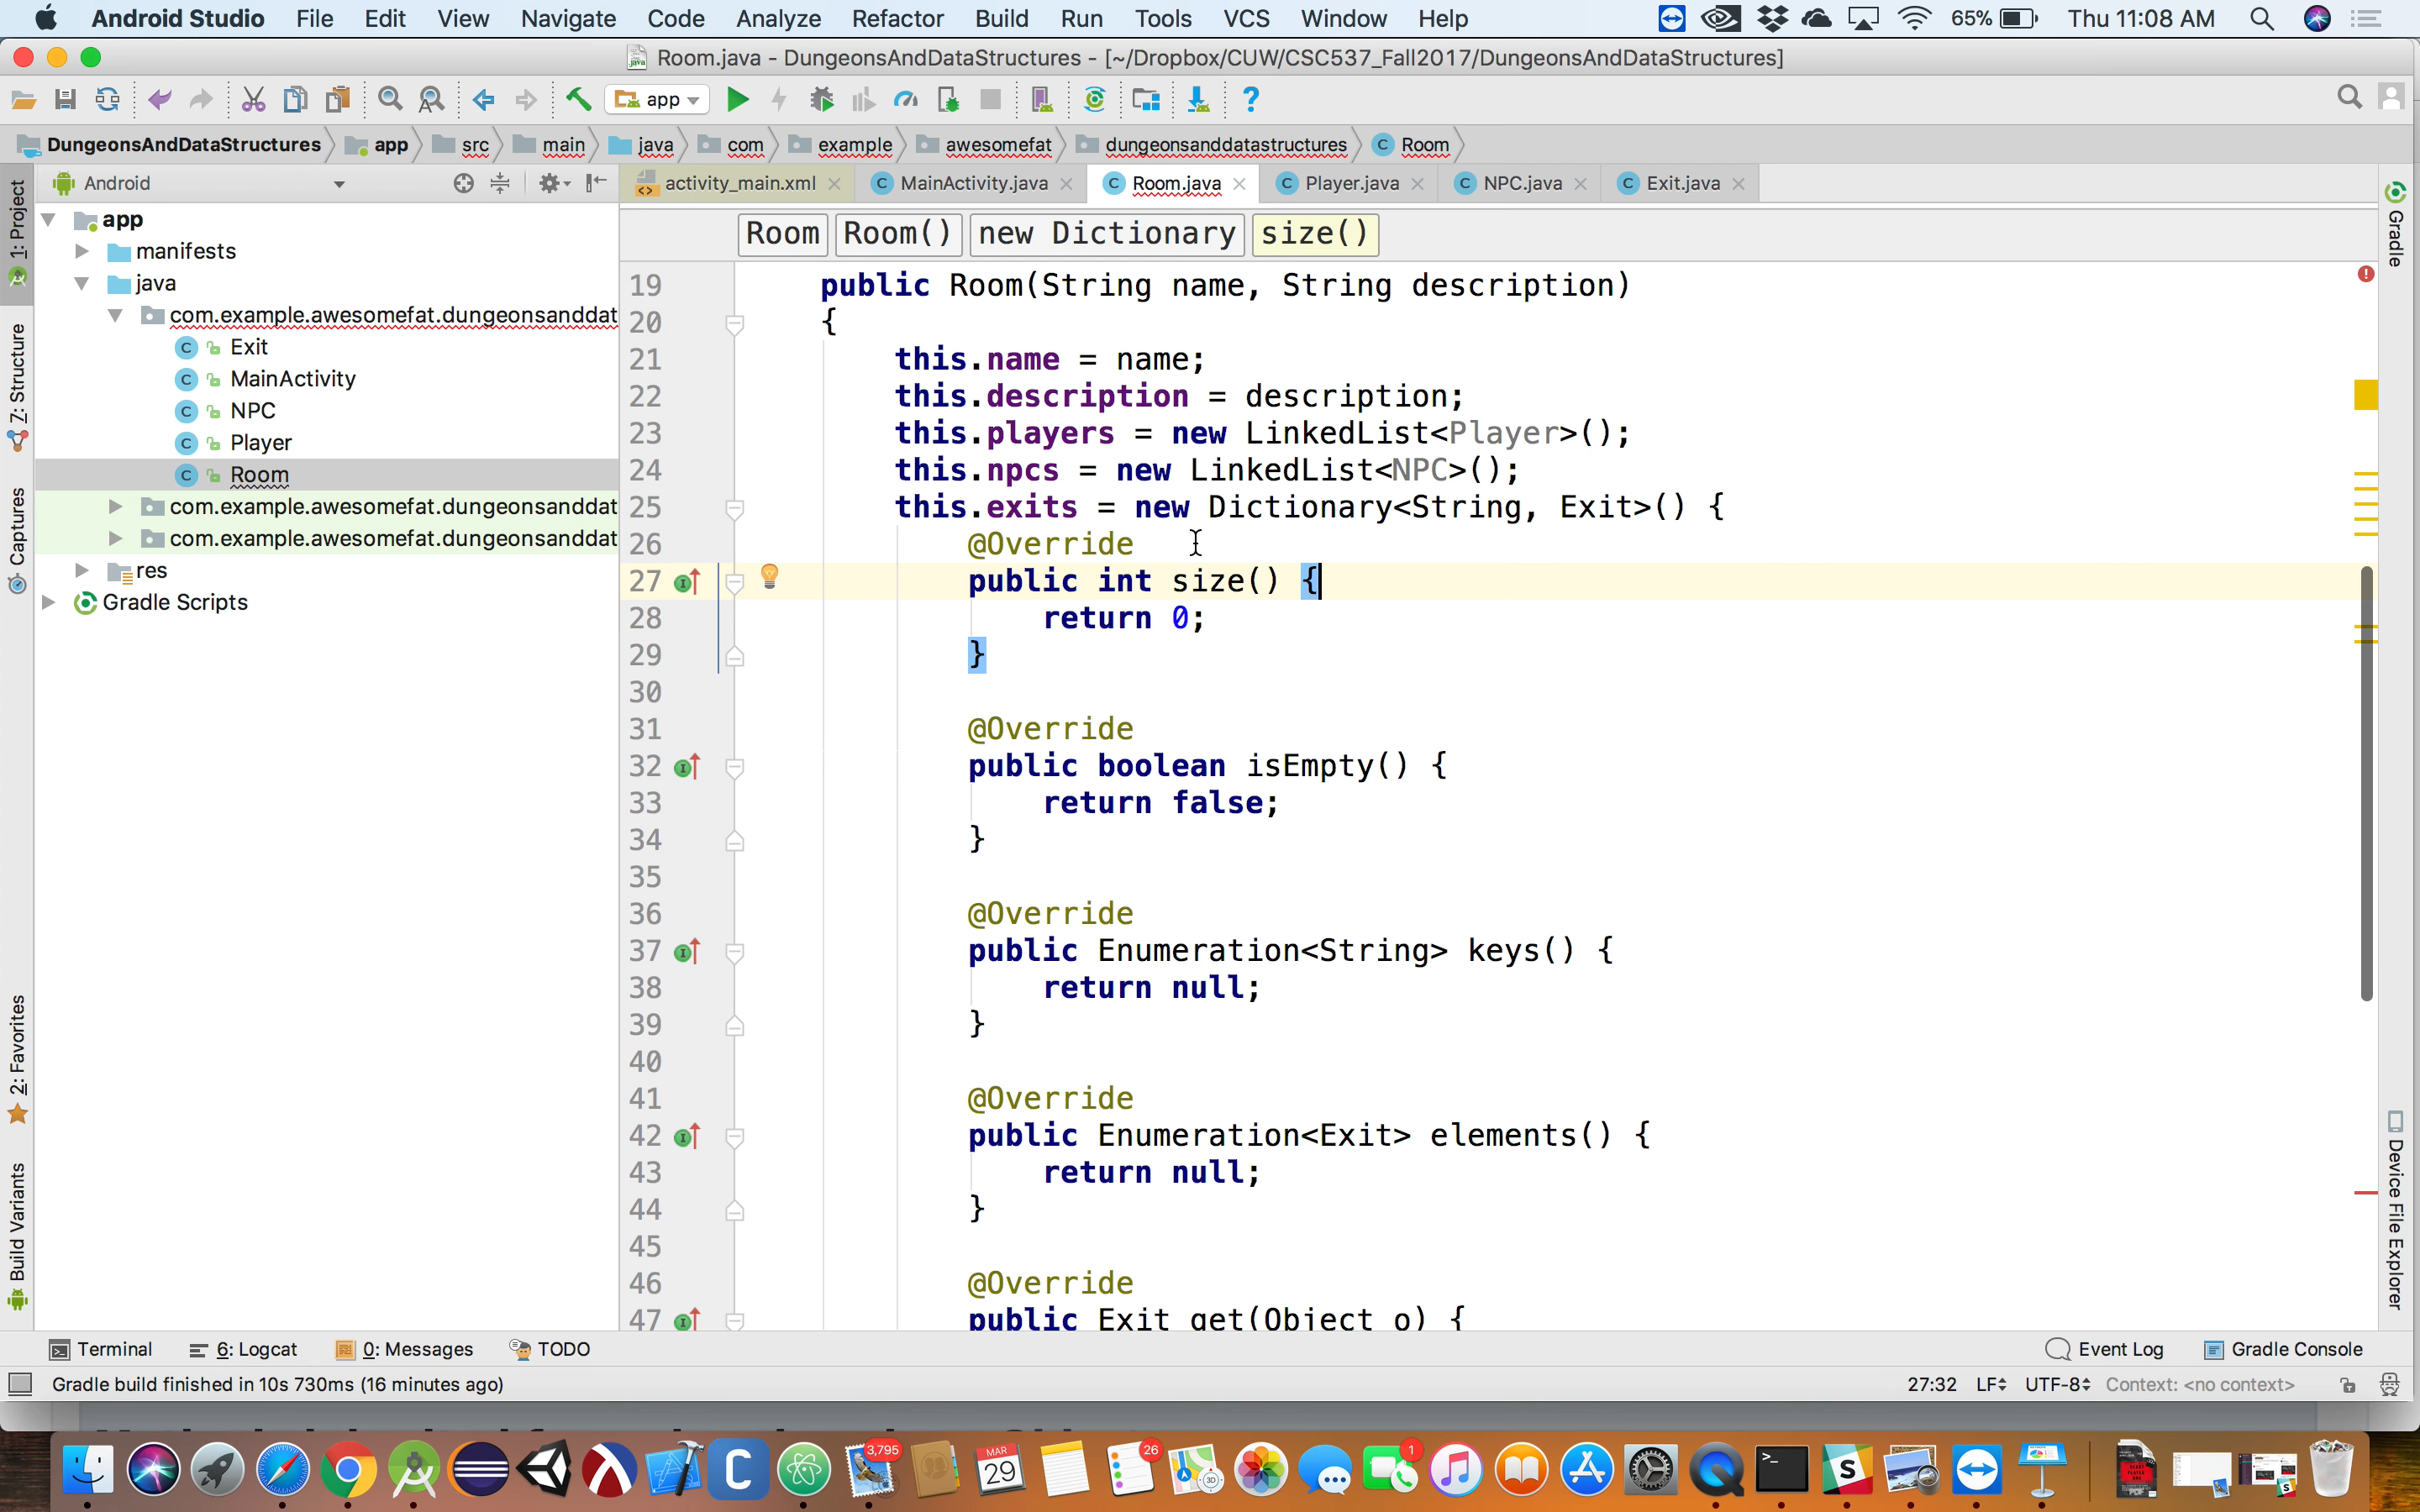 Android Studio File Edit View Navigate Code Analyze Refactor Build Run Tools VCS Window Help 65% Thu 11:08 AM
Room.java - DungeonsAndDataStructures - [~/Dropbox/CUW/CSC537_Fall2017/DungeonsAndDataStructures]
app
DungeonsAndDataStructures app src main java com example awesomefat dungeonsanddatastructures Room
Android
activity_main.xml MainActivity.java Room.java Player.java NPC.java Exit.java
Room Room() new Dictionary size()
1: Project
Z: Structure
Captures
2: Favorites
Build Variants
app
manifests
java
com.example.awesomefat.dungeonsanddat
Exit
MainActivity
NPC
Player
Room
com.example.awesomefat.dungeonsanddat
com.example.awesomefat.dungeonsanddat
res
Gradle Scripts
19 public Room(String name, String description)
20 {
21 this.name = name;
22 this.description = description;
23 this.players = new LinkedList<Player>();
24 this.npcs = new LinkedList<NPC>();
25 this.exits = new Dictionary<String, Exit>() {
26 @Override
27 public int size() {
28 return 0;
29 }
30
31 @Override
32 public boolean isEmpty() {
33 return false;
34 }
35
36 @Override
37 public Enumeration<String> keys() {
38 return null;
39 }
40
41 @Override
42 public Enumeration<Exit> elements() {
43 return null;
44 }
45
46 @Override
47 public Exit get(Object o) {
Gradle
Device File Explorer
Terminal 6: Logcat 0: Messages TODO Event Log Gradle Console
Gradle build finished in 10s 730ms (16 minutes ago) 27:32 LF UTF-8 Context: <no context>
3,795
MAR
29
26
3D
1